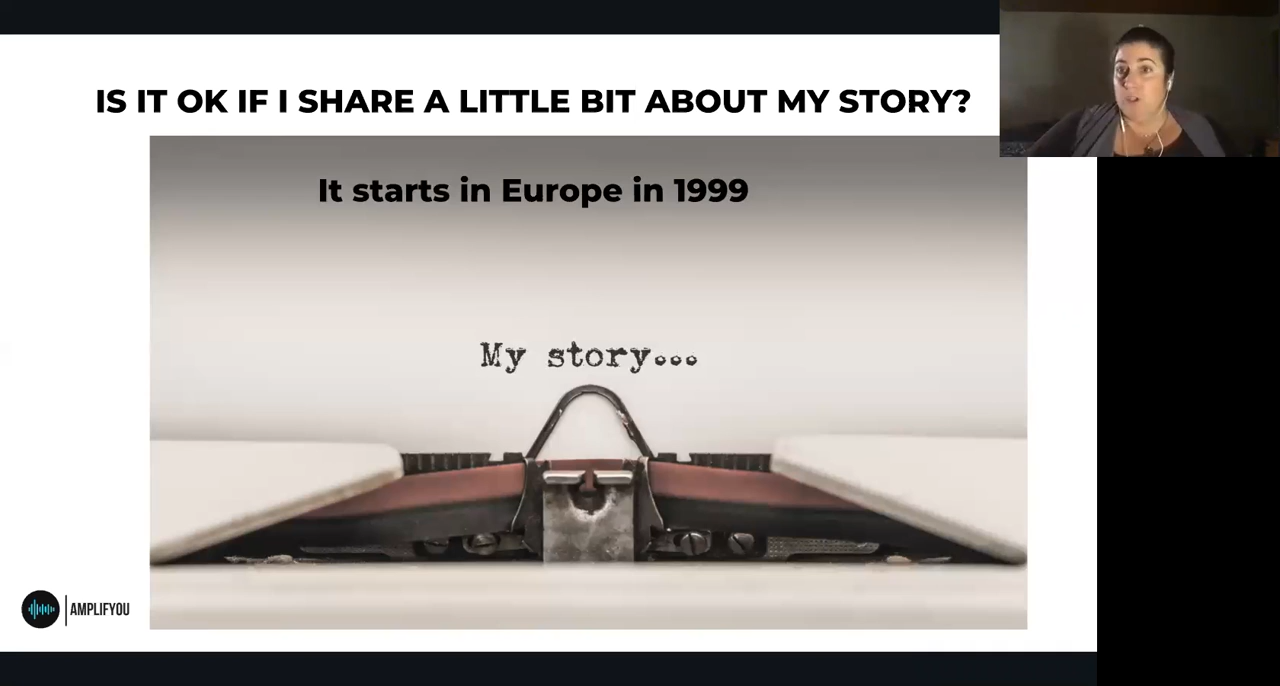 IS IT OK IF I SHARE A LITTLE BIT ABOUT MY STORY?
It starts in Europe in 1999
My story...
AMPLIFYOU